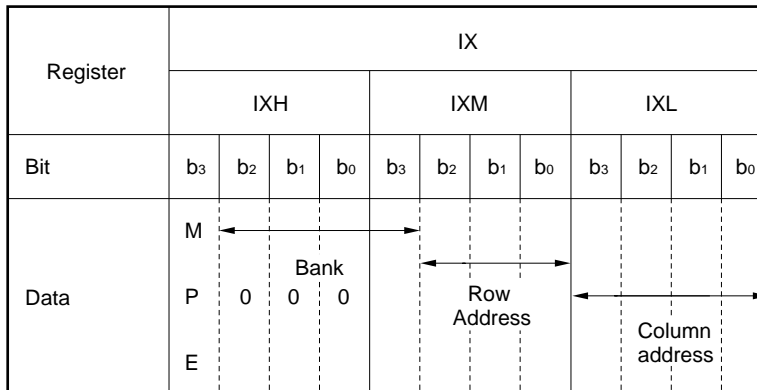 Register
IX
IXH IXM IXL
Bit b3 b2 b1 b0 b3 b2 b1 b0 b3 b2 b1 b0
M
Bank
Data P 0 0 0 Row
Address
Column
address
E